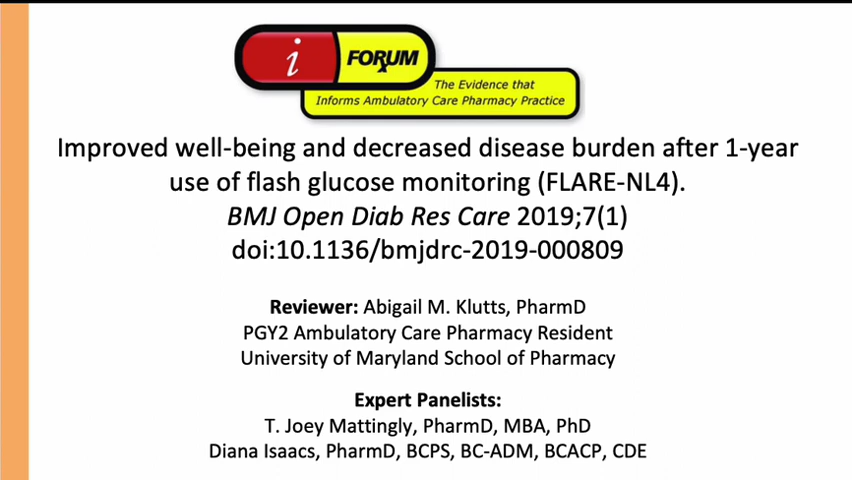 i FORUM
The Evidence that
Informs Ambulatory Care Pharmacy Practice
Improved well-being and decreased disease burden after 1-year
use of flash glucose monitoring (FLARE-NL4).
BMJ Open Diab Res Care 2019;7(1)
doi:10.1136/bmjdrc-2019-000809
Reviewer: Abigail M. Klutts, PharmD
PGY2 Ambulatory Care Pharmacy Resident
University of Maryland School of Pharmacy
Expert Panelists:
T. Joey Mattingly, PharmD, MBA, PhD
Diana Isaacs, PharmD, BCPS, BC-ADM, BCACP, CDE